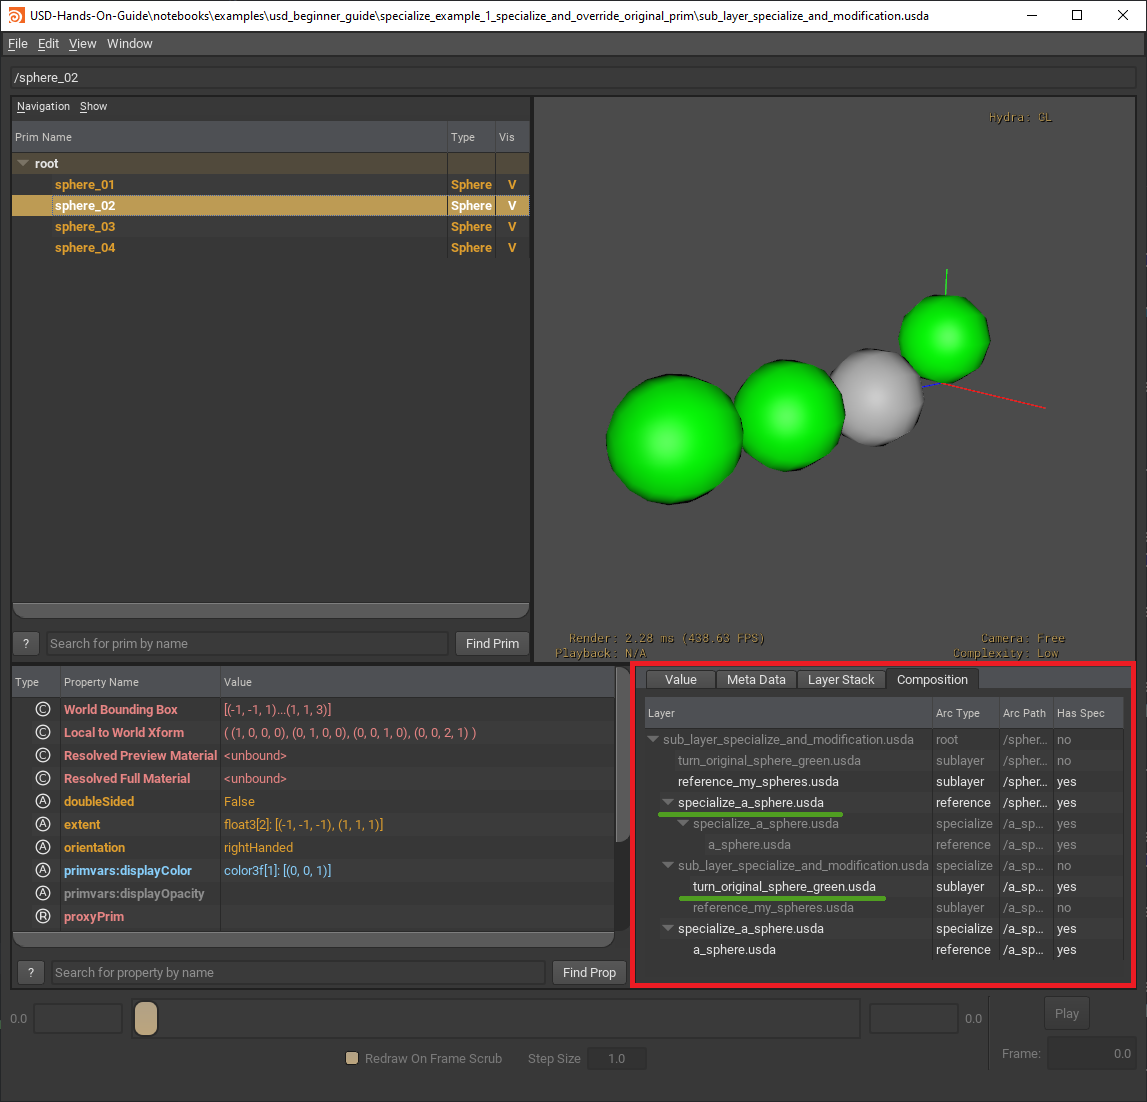 USD-Hands-On-Guide\notebooks\examples\usd_beginner_guide\specialize_example_1_specialize_and_override_original_prim\sub_layer_specialize_and_modification.usda
File Edit View Window
/sphere_02
Navigation Show
Prim Name Type Vis
root
sphere_01 Sphere V
sphere_02 Sphere V
sphere_03 Sphere V
sphere_04 Sphere V
Hydra: GL
Render: 2.28 ms (438.63 FPS)
Playback: N/A
Camera: Free
Complexity: Low
? Search for prim by name Find Prim
Type Property Name Value
C World Bounding Box [(-1, -1, 1)...(1, 1, 3)]
C Local to World Xform ( (1, 0, 0, 0), (0, 1, 0, 0), (0, 0, 1, 0), (0, 0, 2, 1) )
C Resolved Preview Material <unbound>
C Resolved Full Material <unbound>
A doubleSided False
A extent float3[2]: [(-1, -1, -1), (1, 1, 1)]
A orientation rightHanded
A primvars:displayColor color3f[1]: [(0, 0, 1)]
A primvars:displayOpacity
R proxyPrim
? Search for property by name Find Prop
Value Meta Data Layer Stack Composition
Layer Arc Type Arc Path Has Spec
sub_layer_specialize_and_modification.usda root /spher... no
turn_original_sphere_green.usda sublayer /spher... no
reference_my_spheres.usda sublayer /spher... yes
specialize_a_sphere.usda reference /spher... yes
specialize_a_sphere.usda specialize /a_sp... yes
a_sphere.usda reference /a_sp... yes
sub_layer_specialize_and_modification.usda specialize /a_sp... no
turn_original_sphere_green.usda sublayer /a_sp... yes
reference_my_spheres.usda sublayer /a_sp... no
specialize_a_sphere.usda specialize /a_sp... yes
a_sphere.usda reference /a_sp... yes
0.0 0.0 Play
Redraw On Frame Scrub Step Size 1.0 Frame: 0.0